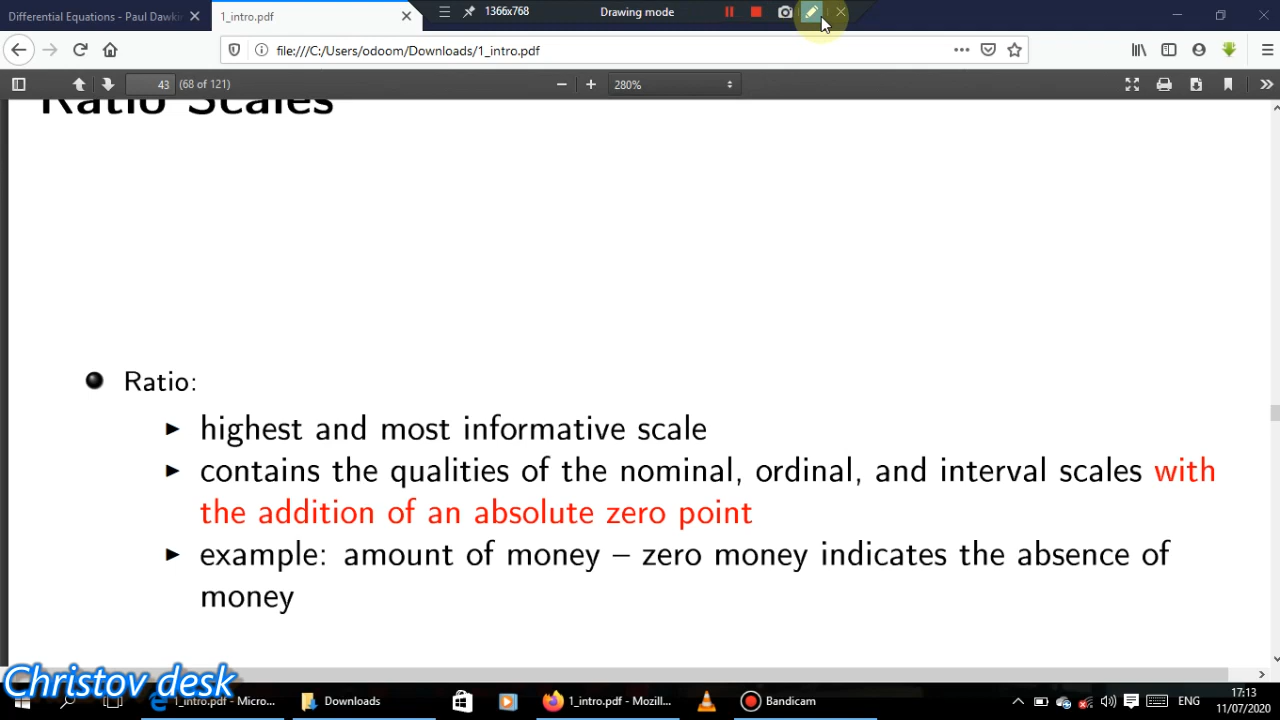 Differential Equations - Paul Dawkin
1_intro.pdf
1366x768
Drawing mode
file:///C:/Users/odoom/Downloads/1_intro.pdf
43
(68 of 121)
280%
Ratio Scales
Ratio:
highest and most informative scale
contains the qualities of the nominal, ordinal, and interval scales with
the addition of an absolute zero point
example: amount of money – zero money indicates the absence of
money
Christov desk
1_intro.pdf - Micro...
Downloads
1_intro.pdf - Mozill...
Bandicam
ENG
17:13
11/07/2020